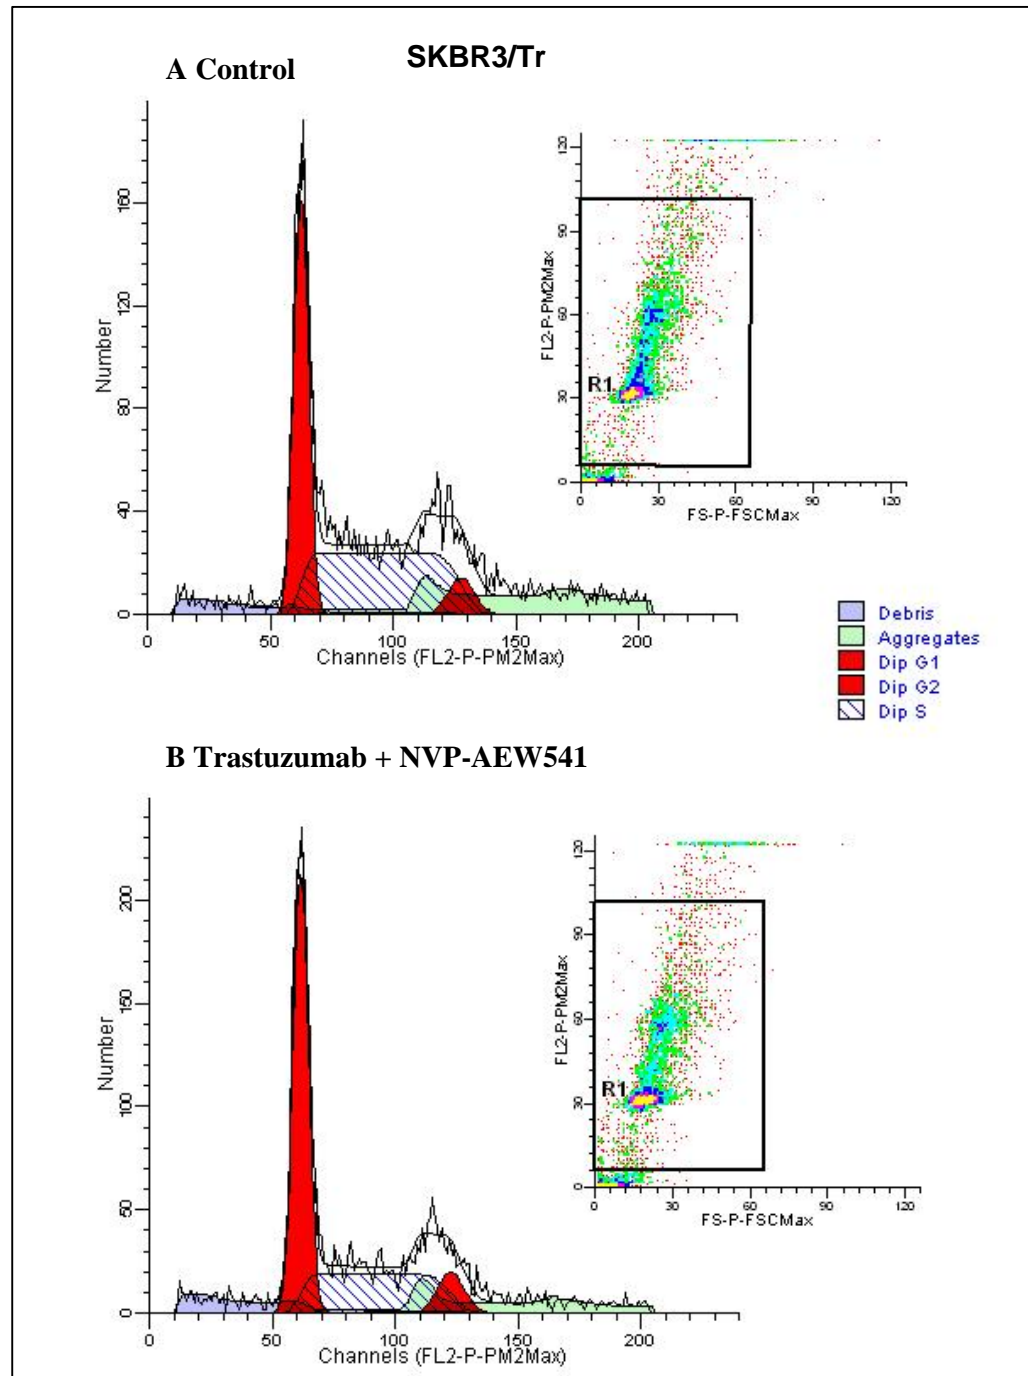 SKBR3/Tr
A Control
Number
160
120
80
40
0
0 50 100 150 200
Channels (FL2-P-PM2Max)
FL2-P-PM2Max
120
90
60
30
0
R1
0 30 60 90 120
FS-P-FSCMax
Debris
Aggregates
Dip G1
Dip G2
Dip S
B Trastuzumab + NVP-AEW541
Number
200
150
100
50
0
0 50 100 150 200
Channels (FL2-P-PM2Max)
FL2-P-PM2Max
120
90
60
30
0
R1
0 30 60 90 120
FS-P-FSCMax